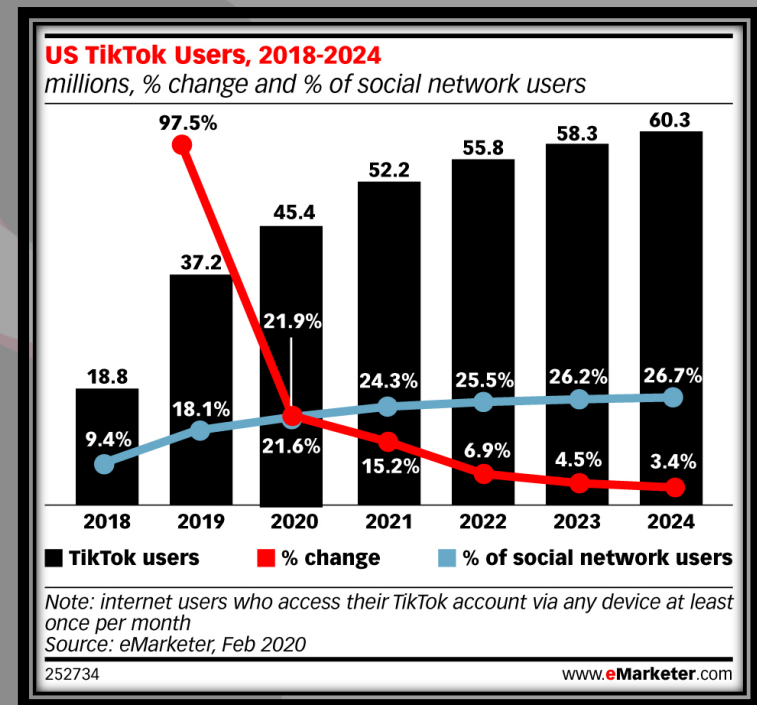 US TikTok Users, 2018-2024
millions, % change and % of social network users
97.5%
60.3
58.3
55.8
52.2
45.4
37.2
21.9%
18.8
24.3%
25.5%
26.2%
26.7%
18.1%
9.4%
21.6%
15.2%
6.9%
4.5%
3.4%
2018 2019 2020 2021 2022 2023 2024
TikTok users % change % of social network users
Note: internet users who access their TikTok account via any device at least
once per month
Source: eMarketer, Feb 2020
252734 www.eMarketer.com